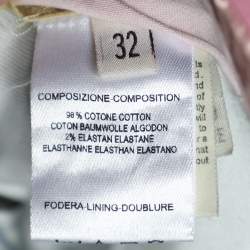 32
COMPOSIZIONE-COMPOSITION
98 % COTONE COTTON
COTON BAUMWOLLE ALGODON
2% ELASTAN ELASTANE
ELASTHANNE ELASTHAN ELASTANO
FODERA-LINING-DOUBLURE